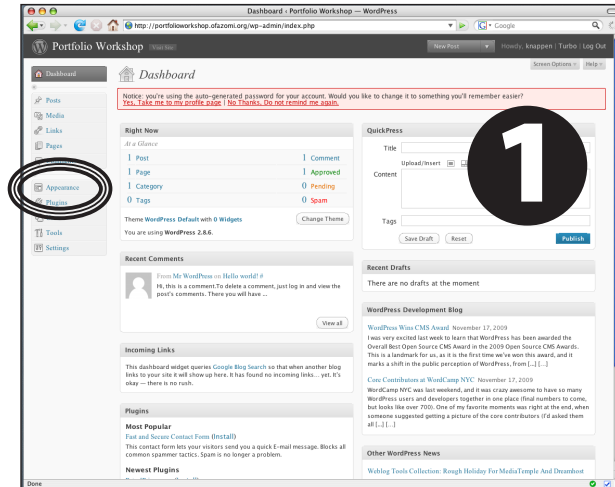 Dashboard ‹ Portfolio Workshop — WordPress
http://portfolioworkshop.ofazomi.org/wp-admin/index.php
Google
Portfolio Workshop
Visit Site
New Post
Howdy, knappen | Turbo | Log Out
Screen Options
Help
Dashboard
Posts
Media
Links
Pages
Appearance
Plugins
Tools
Settings
Dashboard
Notice: you're using the auto-generated password for your account. Would you like to change it to something you'll remember easier?
Yes, Take me to my profile page | No Thanks, Do not remind me again.
Right Now
At a Glance
1 Post 1 Comment
1 Page 1 Approved
1 Category 0 Pending
0 Tags 0 Spam
Theme WordPress Default with 0 Widgets
Change Theme
You are using WordPress 2.8.6.
Recent Comments
From Mr WordPress on Hello world! #
Hi, this is a comment.To delete a comment, just log in and view the
post's comments. There you will have ...
View all
Incoming Links
This dashboard widget queries Google Blog Search so that when another blog
links to your site it will show up here. It has found no incoming links... yet. It's
okay — there is no rush.
Plugins
Most Popular
Fast and Secure Contact Form (Install)
This contact form lets your visitors send you a quick E-mail message. Blocks all
common spammer tactics. Spam is no longer a problem.
Newest Plugins
QuickPress
Title
Upload/Insert
Content
Tags
Save Draft
Reset
Publish
1
Recent Drafts
There are no drafts at the moment
WordPress Development Blog
WordPress Wins CMS Award November 17, 2009
I was very excited last week to learn that WordPress has been awarded the
Overall Best Open Source CMS Award in the 2009 Open Source CMS Awards.
This is a landmark for us, as it is the first time we've won this award, and it
marks a shift in the public perception of WordPress, from [...] [...]
Core Contributors at WordCamp NYC November 17, 2009
WordCamp NYC was last weekend, and it was crazy awesome to have so many
WordPress users and developers together in one place (final numbers to come,
but looks like over 700). One of my favorite moments was right at the end, when
someone suggested getting a picture of the core contributors (I'd asked them
all [...] [...]
Other WordPress News
Weblog Tools Collection: Rough Holiday For MediaTemple And Dreamhost
Done